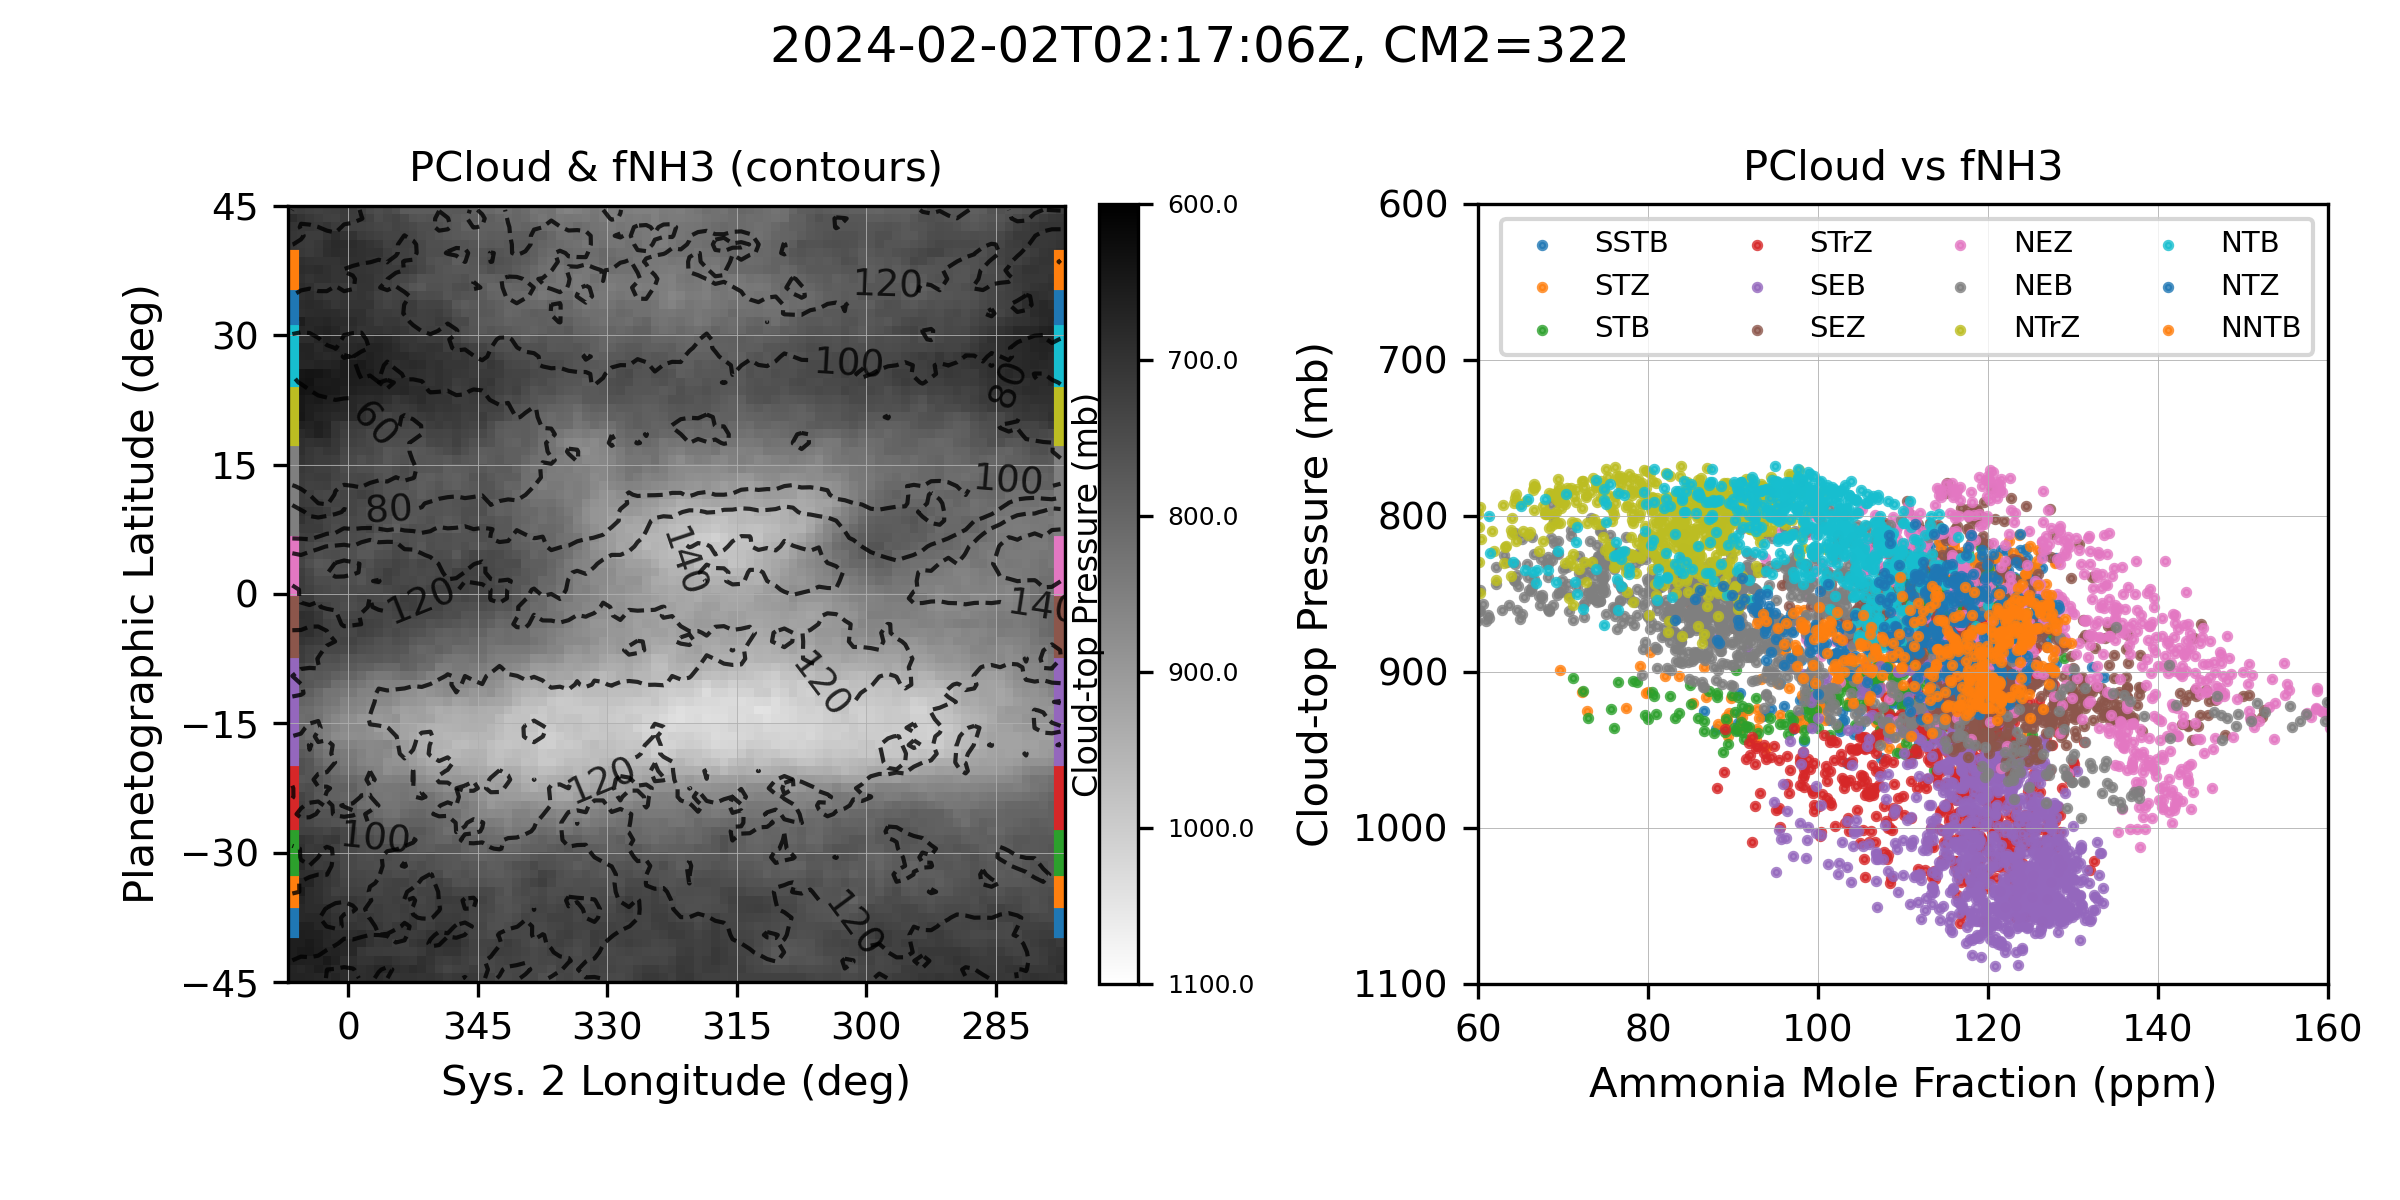 2024-02-02T02:17:06Z, CM2=322
PCloud & fNH3 (contours)
Planetographic Latitude (deg)
45
30
15
0
−15
−30
−45
0
345
330
315
300
285
Sys. 2 Longitude (deg)
120
100
80
60
100
80
140
120
140
120
120
100
120
Cloud-top Pressure (mb)
600.0
700.0
800.0
900.0
1000.0
1100.0
PCloud vs fNH3
Cloud-top Pressure (mb)
600
700
800
900
1000
1100
SSTB
STZ
STB
STrZ
SEB
SEZ
NEZ
NEB
NTrZ
NTB
NTZ
NNTB
60
80
100
120
140
160
Ammonia Mole Fraction (ppm)